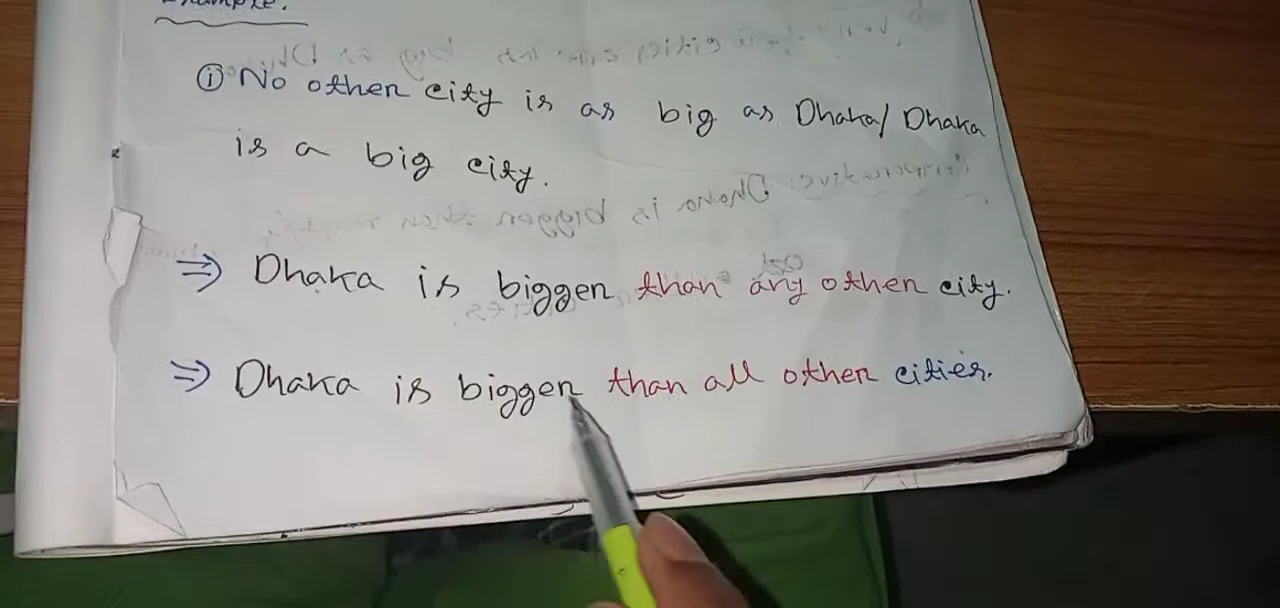 Example:
① No other city is as big as Dhaka/ Dhaka
is a big city.
⇒ Dhaka is bigger than any other city.
⇒ Dhaka is bigger than all other cities.